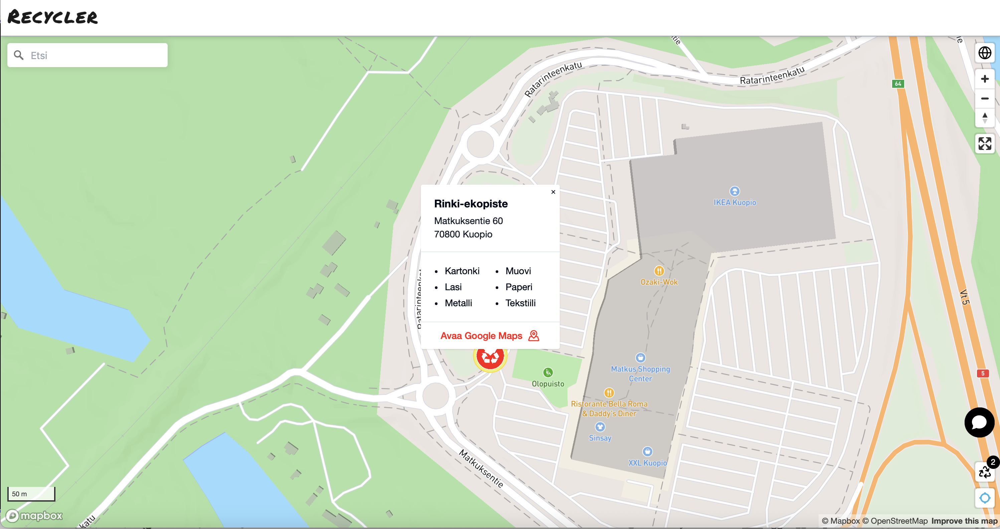 RECYCLER
Etsi
Ratarinteenkatu
Ratarinteenkatu
tie
ie
64
×
Rinki-ekopiste
Matkuksentie 60
70800 Kuopio
• Kartonki
• Lasi
• Metalli
• Muovi
• Paperi
• Tekstiili
Avaa Google Maps
Ratarinteenkat
IKEA Kuopio
Ozaki-Wok
Vt 5
Matkus Shopping
Center
5
Olopuisto
Ristorante Bella Roma
& Daddy's Diner
Sinsay
XXL Kuopio
Matkuksentie
2
50 m
mapbox
katu
© Mapbox © OpenStreetMap Improve this map